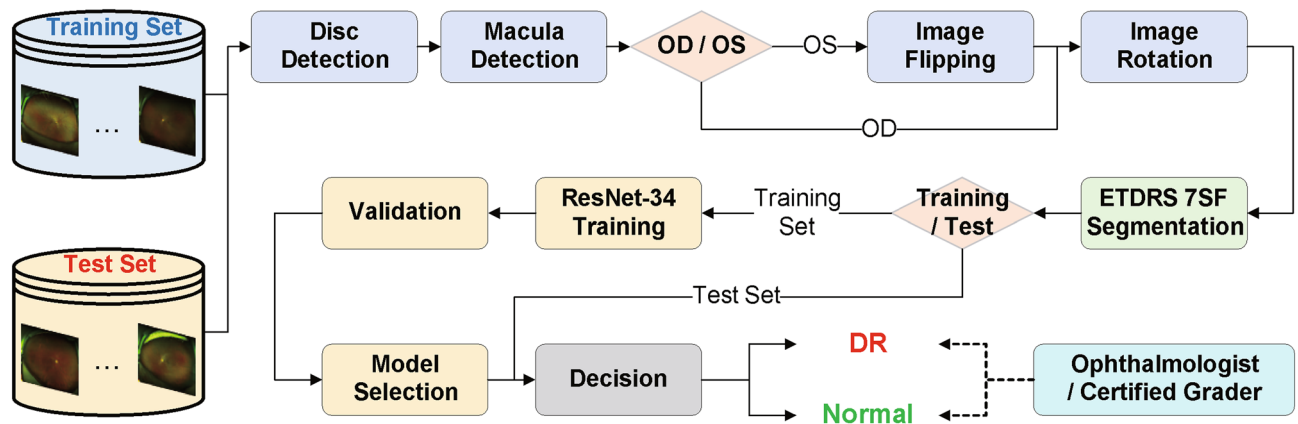 Training Set
...
Disc
Detection
Macula
Detection
OD / OS
OS
Image
Flipping
Image
Rotation
OD
Validation
ResNet-34
Training
Training
Set
Training
/ Test
ETDRS 7SF
Segmentation
Test Set
...
Test Set
Model
Selection
Decision
DR
Normal
Ophthalmologist
/ Certified Grader